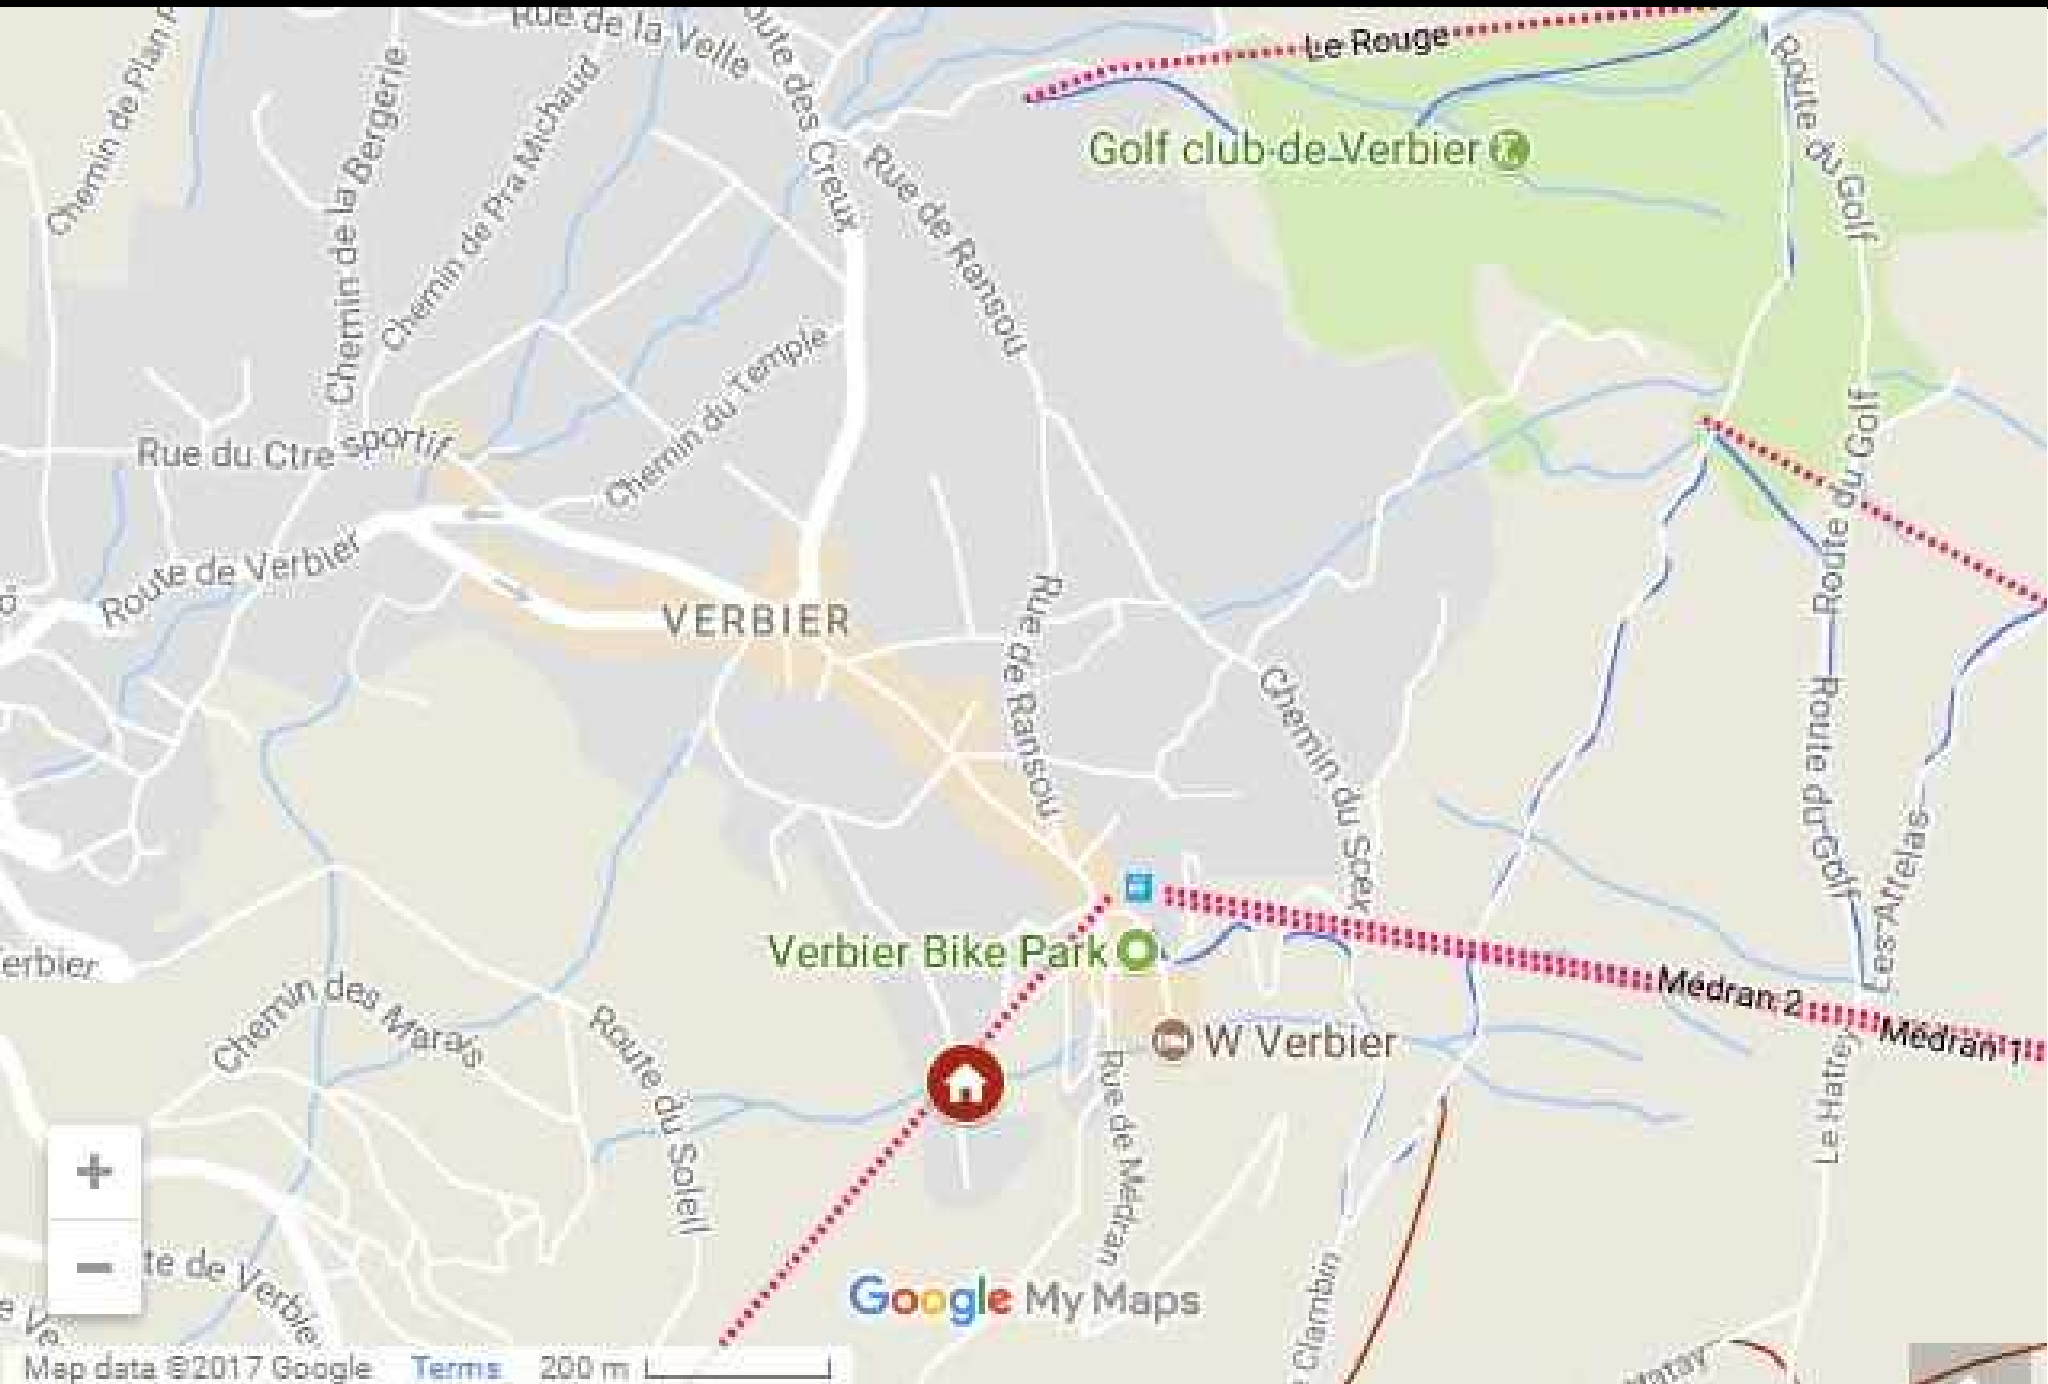 Rue de la Velle
Route des Creux
Le Rouge
Chemin de Plan
Chemin de la Bergerie
Chemin de Pra Michaud
Golf club de Verbier
Route du Golf
Rue de Ransou
Chemin du Temple
Rue du Ctre sportif
Route du Golf
Route de Verbier
VERBIER
Rue de Ransou
Chemin du Scex
Route du Golf
Les Attelas
Verbier Bike Park
erbier
Médran 2
Médran 1
Chemin des Marais
Route du Soleil
W Verbier
Rue de Médran
Le Hatrey
+
−
te de Verbier
e Ve
Clambin
Google My Maps
Map data ©2017 Google Terms 200 m